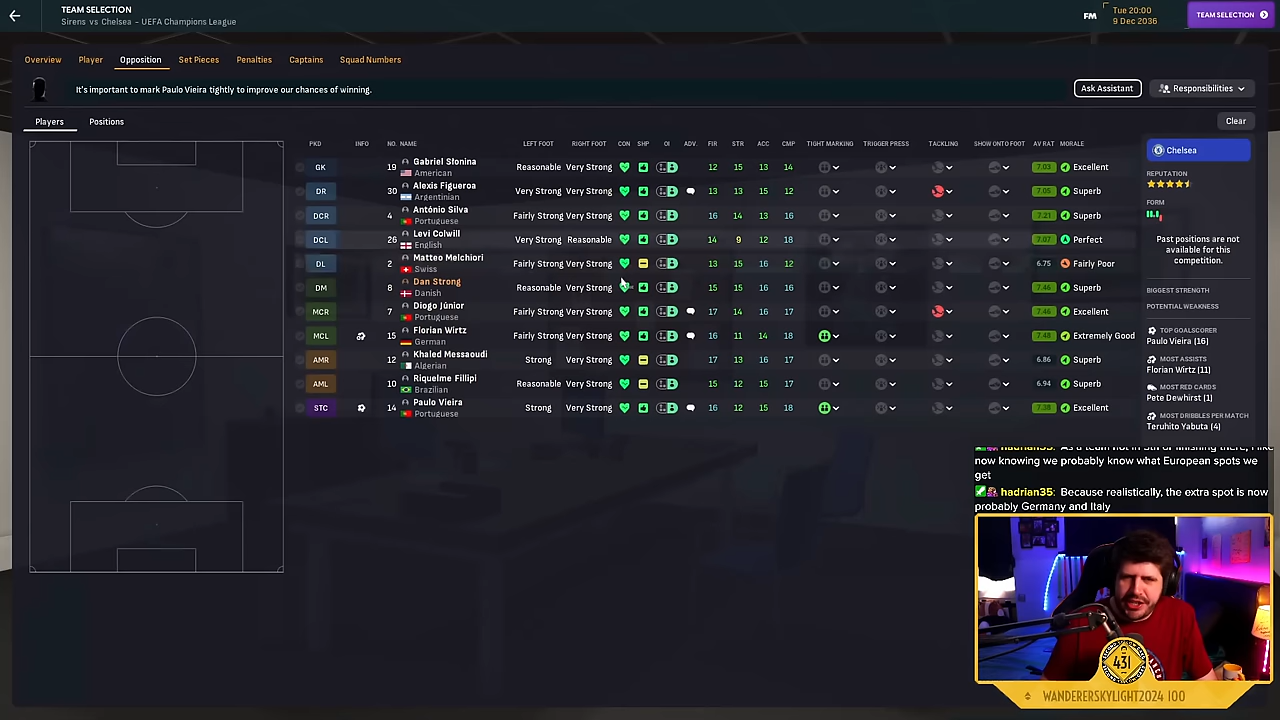 TEAM SELECTION
Sirens vs Chelsea - UEFA Champions League
FM
Tue 20:00
9 Dec 2036
TEAM SELECTION
Overview Player Opposition Set Pieces Penalties Captains Squad Numbers
It's important to mark Paulo Vieira tightly to improve our chances of winning.
Ask Assistant
Responsibilities
Players Positions
Clear
PKD INFO NO. NAME LEFT FOOT RIGHT FOOT CON SHP OI ADV. FIR STR ACC CMP TIGHT MARKING TRIGGER PRESS TACKLING SHOW ONTO FOOT AV RAT MORALE
GK 19 Gabriel Slonina Reasonable Very Strong 12 15 13 14 7.03 Excellent
American
DR 30 Alexis Figueroa Very Strong Very Strong 13 13 15 12 7.05 Superb
Argentinian
DCR 4 António Silva Fairly Strong Very Strong 16 14 13 16 7.21 Superb
Portuguese
DCL 26 Levi Colwill Very Strong Reasonable 14 9 12 18 7.07 Perfect
English
DL 2 Matteo Melchiori Fairly Strong Very Strong 13 15 16 12 6.75 Fairly Poor
Swiss
DM 8 Dan Strong Reasonable Very Strong 15 15 16 16 7.46 Superb
Danish
MCR 7 Diogo Júnior Fairly Strong Very Strong 17 14 16 17 7.46 Excellent
Portuguese
MCL 15 Florian Wirtz Fairly Strong Very Strong 16 11 14 18 7.48 Extremely Good
German
AMR 12 Khaled Messaoudi Strong Very Strong 17 13 16 17 6.86 Superb
Algerian
AML 10 Riquelme Fillipi Reasonable Very Strong 15 12 15 17 6.94 Superb
Brazilian
STC 14 Paulo Vieira Strong Very Strong 16 12 15 18 7.38 Excellent
Portuguese
Chelsea
REPUTATION
FORM
Past positions are not
available for this
competition.
BIGGEST STRENGTH
POTENTIAL WEAKNESS
TOP GOALSCORER
Paulo Vieira (16)
MOST ASSISTS
Florian Wirtz (11)
MOST RED CARDS
Pete Dewhirst (1)
MOST DRIBBLES PER MATCH
Teruhito Yabuta (4)
hadrian35: As a team not in 5th or finishing there, I like
now knowing we probably know what European spots we
get
hadrian35: Because realistically, the extra spot is now
probably Germany and Italy
431
WANDERERSKYLIGHT2024 100